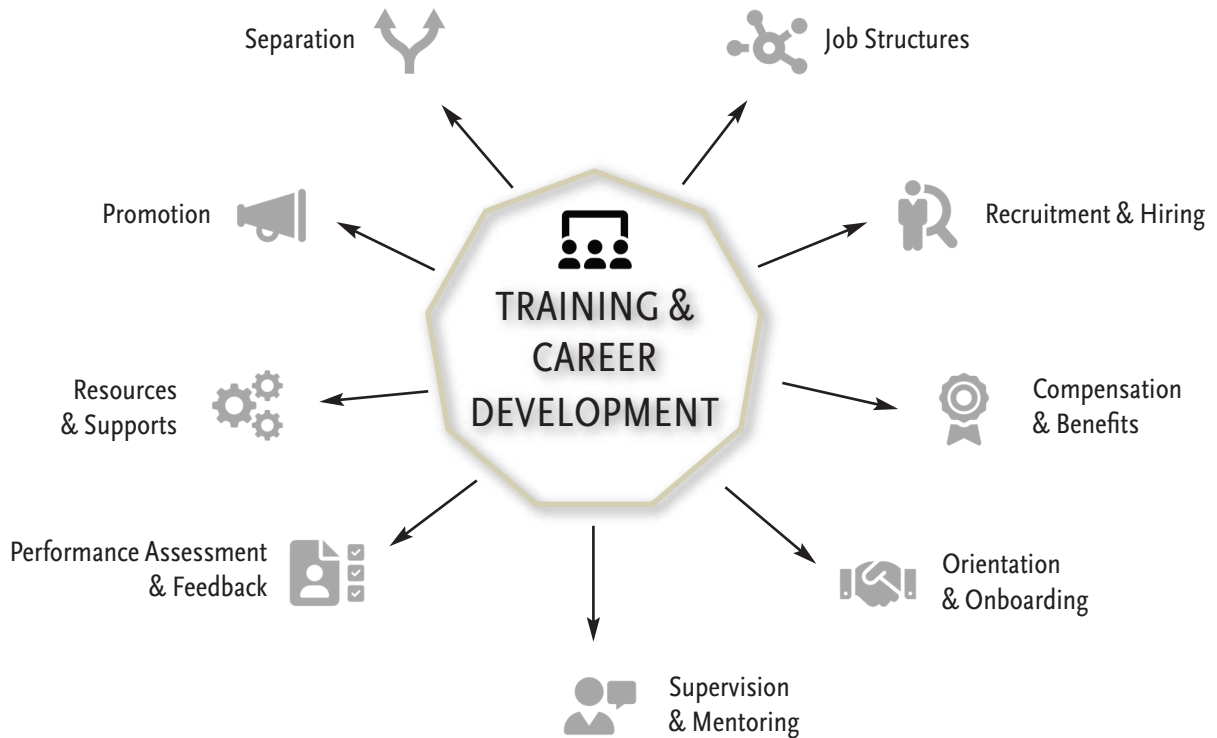 Separation
Job Structures
Promotion
Recruitment & Hiring
TRAINING &
CAREER
DEVELOPMENT
Resources
& Supports
Compensation
& Benefits
Performance Assessment
& Feedback
Orientation
& Onboarding
Supervision
& Mentoring